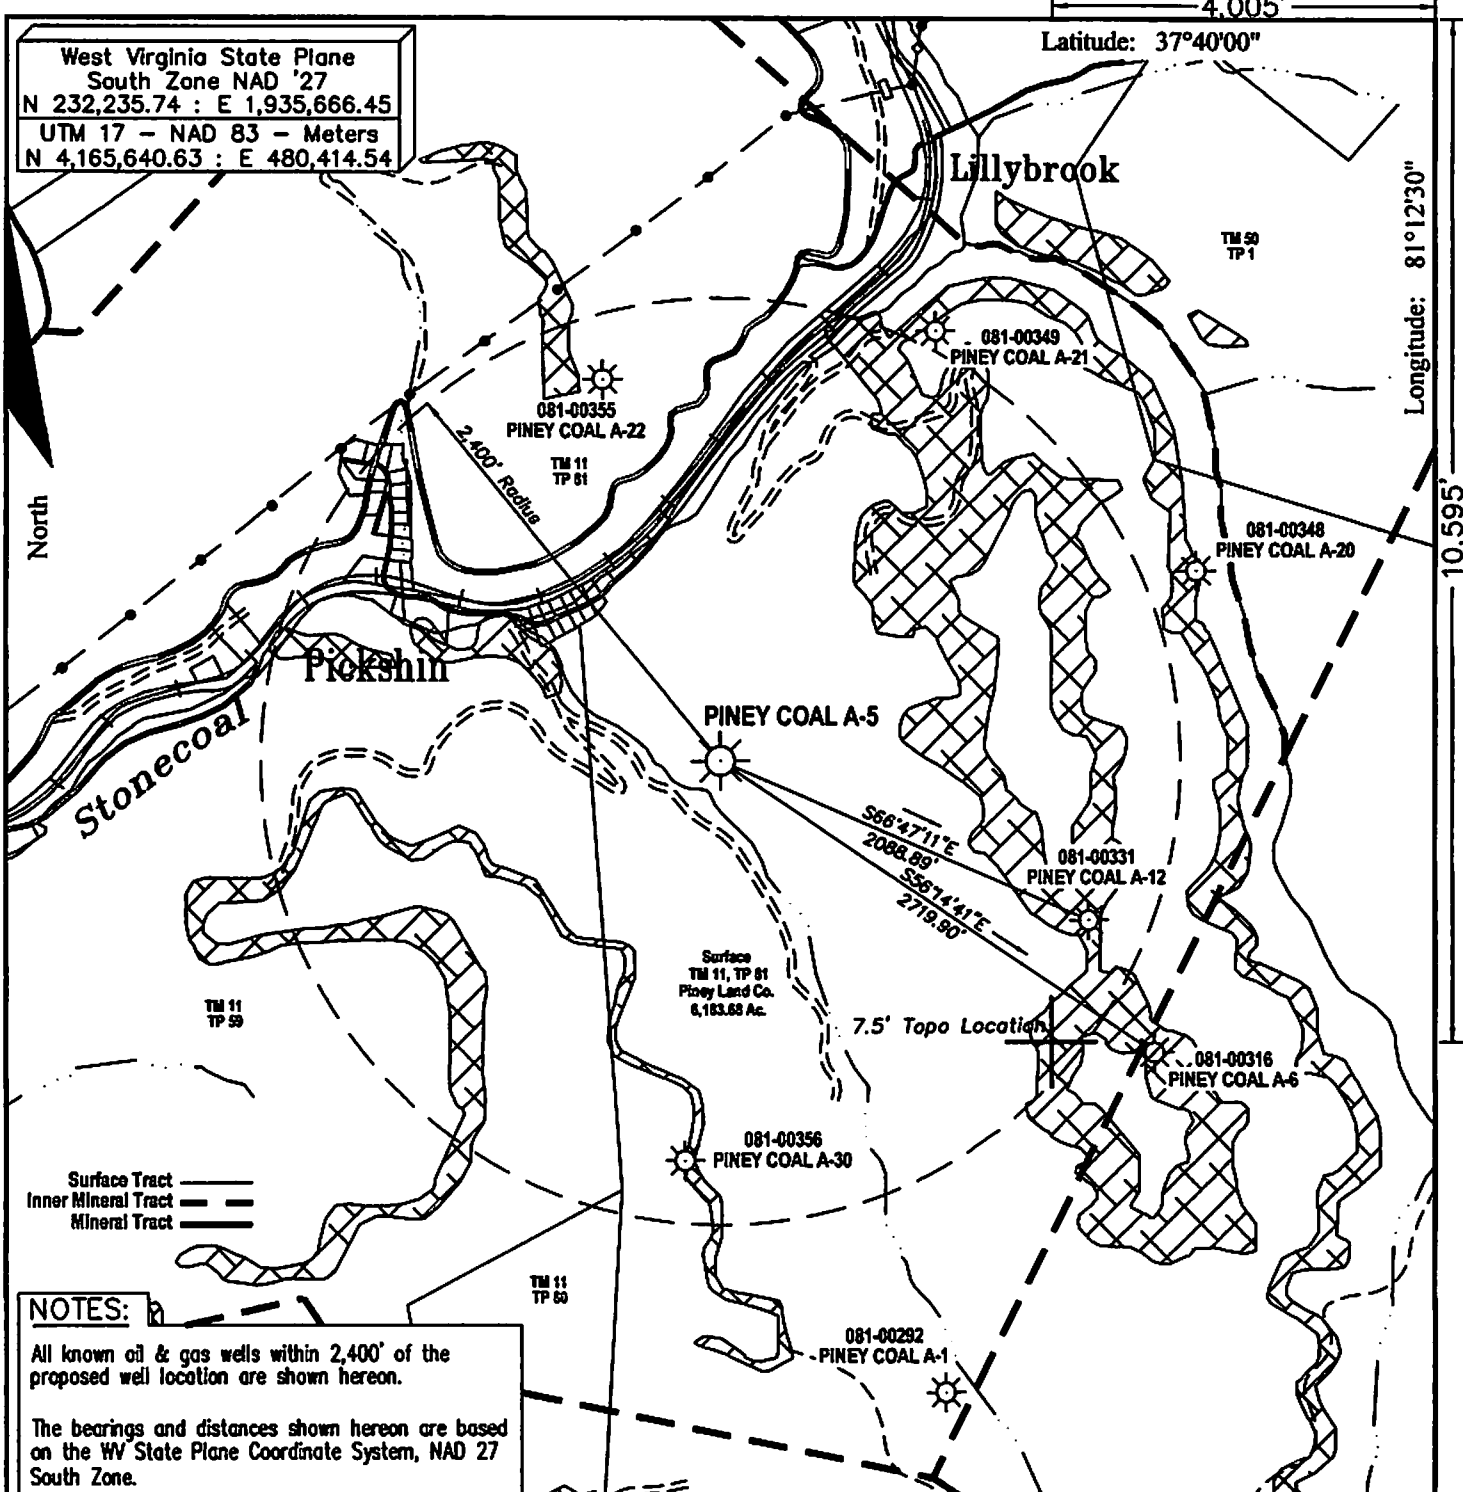 4,005'
West Virginia State Plane
South Zone NAD '27
N 232,235.74 : E 1,935,666.45
UTM 17 - NAD 83 - Meters
N 4,165,640.63 : E 480,414.54
Latitude: 37°40'00"
Longitude: 81°12'30"
10,595'
Lillybrook
TM 50
TP 1
081-00349
PINEY COAL A-21
081-00355
PINEY COAL A-22
TM 11
TP 61
2,400' Radius
North
081-00348
PINEY COAL A-20
Pickshin
Stonecoal
PINEY COAL A-5
S66°47'11"E
2088.89'
S56°14'41"E
2719.90'
081-00331
PINEY COAL A-12
Surface
TM 11, TP 61
Piney Land Co.
6,183.68 Ac.
TM 11
TP 59
7.5' Topo Location
081-00316
PINEY COAL A-6
081-00356
PINEY COAL A-30
Surface Tract
Inner Mineral Tract
Mineral Tract
TM 11
TP 60
081-00292
PINEY COAL A-1
NOTES:
All known oil & gas wells within 2,400' of the
proposed well location are shown hereon.
The bearings and distances shown hereon are based
on the WV State Plane Coordinate System, NAD 27
South Zone.